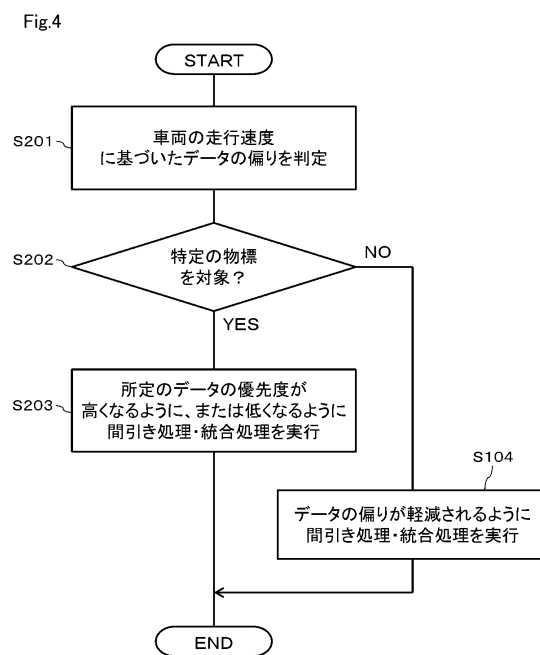 Fig.4
START
S201
車両の走行速度
に基づいたデータの偏りを判定
S202
特定の物標
を対象？
NO
YES
S203
所定のデータの優先度が
高くなるように、または低くなるように
間引き処理・統合処理を実行
S104
データの偏りが軽減されるように
間引き処理・統合処理を実行
END